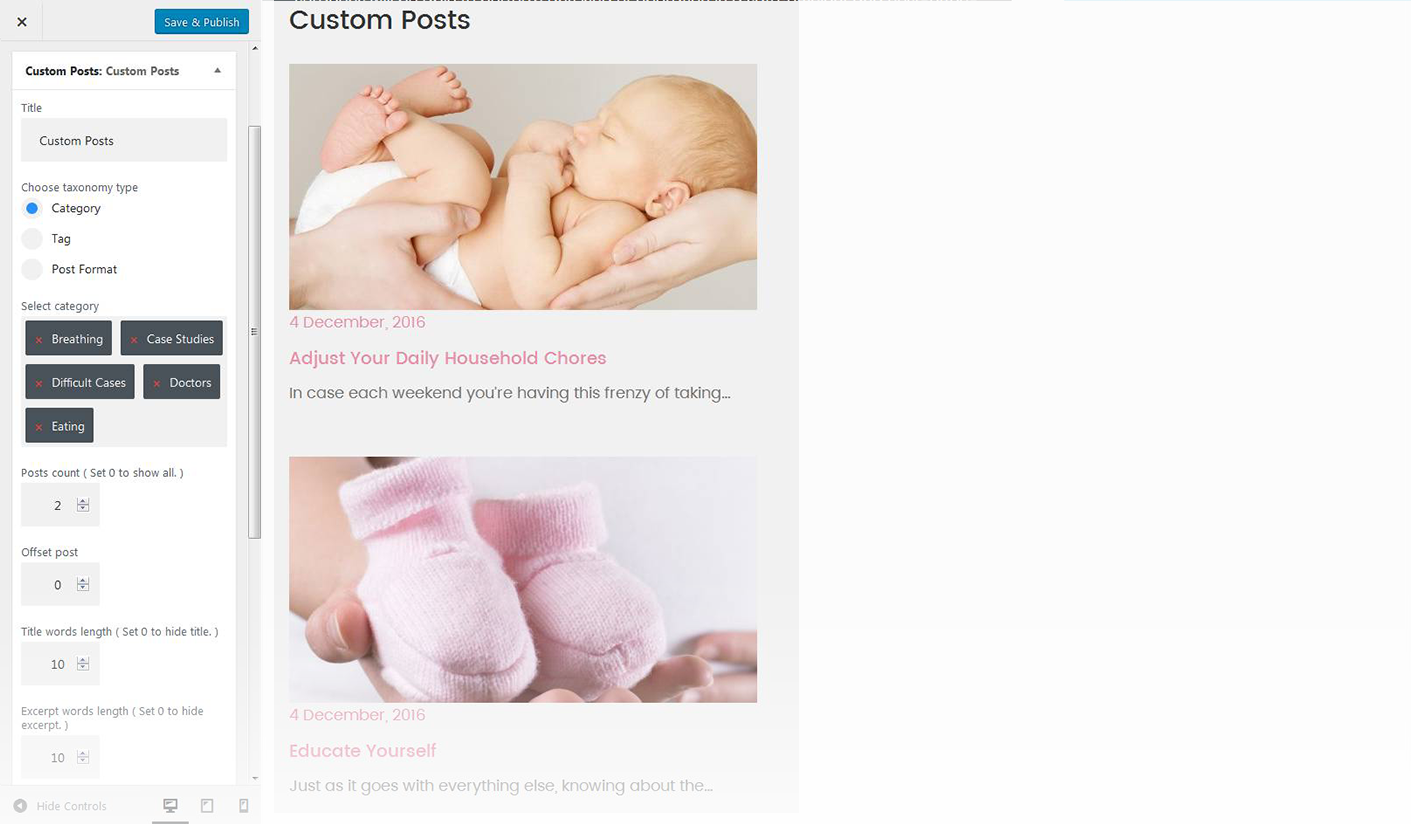 Save & Publish
Custom Posts: Custom Posts
Title
Custom Posts
Choose taxonomy type
Category
Tag
Post Format
Select category
× Breathing
× Case Studies
× Difficult Cases
× Doctors
× Eating
Posts count ( Set 0 to show all. )
2
Offset post
0
Title words length ( Set 0 to hide title. )
10
Excerpt words length ( Set 0 to hide
excerpt. )
10
Hide Controls
Custom Posts
4 December, 2016
Adjust Your Daily Household Chores
In case each weekend you're having this frenzy of taking...
4 December, 2016
Educate Yourself
Just as it goes with everything else, knowing about the...